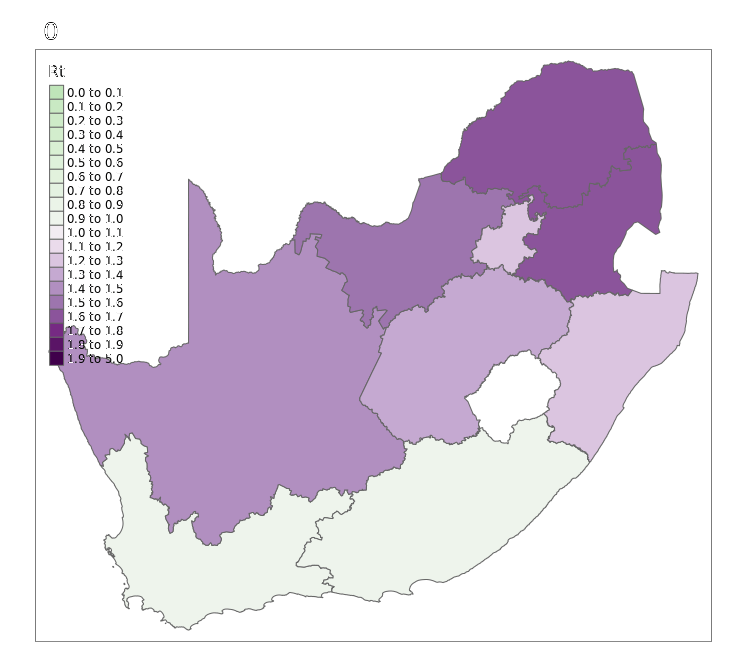 0
Rt
0.0 to 0.1
0.1 to 0.2
0.2 to 0.3
0.3 to 0.4
0.4 to 0.5
0.5 to 0.6
0.6 to 0.7
0.7 to 0.8
0.8 to 0.9
0.9 to 1.0
1.0 to 1.1
1.1 to 1.2
1.2 to 1.3
1.3 to 1.4
1.4 to 1.5
1.5 to 1.6
1.6 to 1.7
1.7 to 1.8
1.8 to 1.9
1.9 to 5.0